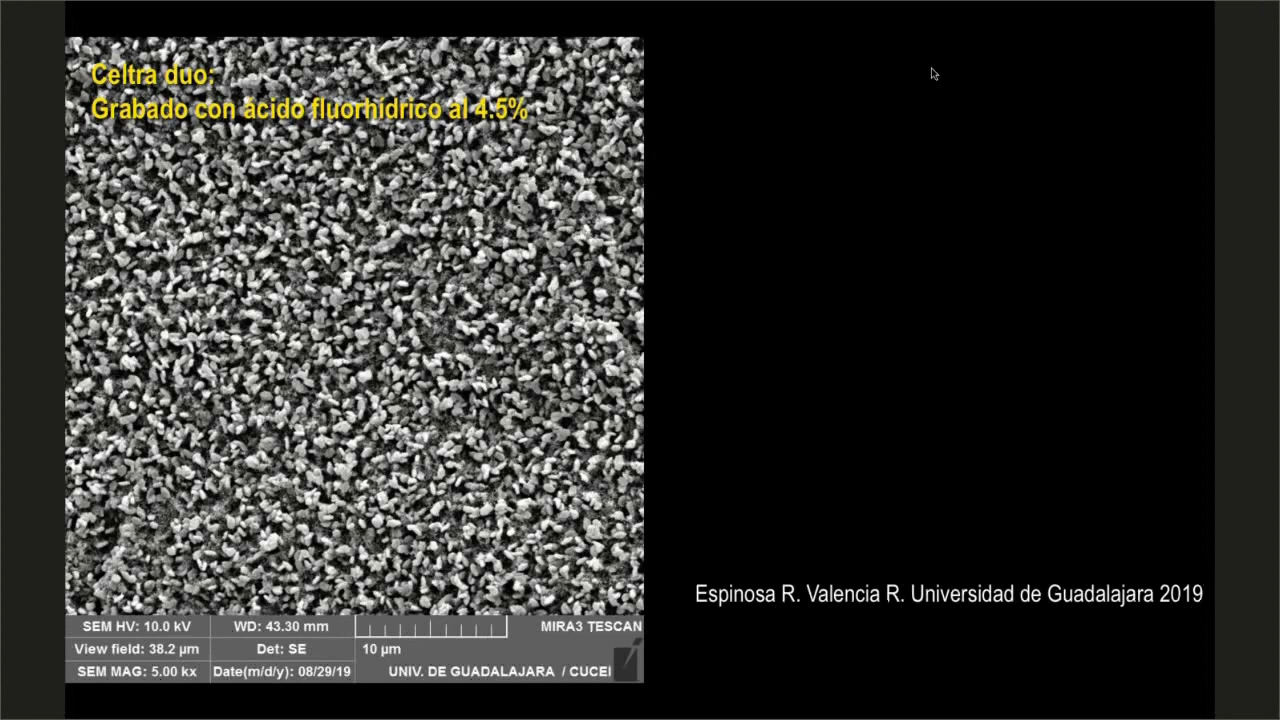 Celtra duo:
Grabado con ácido fluorhídrico al 4.5%
Espinosa R. Valencia R. Universidad de Guadalajara 2019
SEM HV: 10.0 kV WD: 43.30 mm MIRA3 TESCAN
View field: 38.2 µm Det: SE 10 µm
SEM MAG: 5.00 kx Date(m/d/y): 08/29/19 UNIV. DE GUADALAJARA / CUCEI